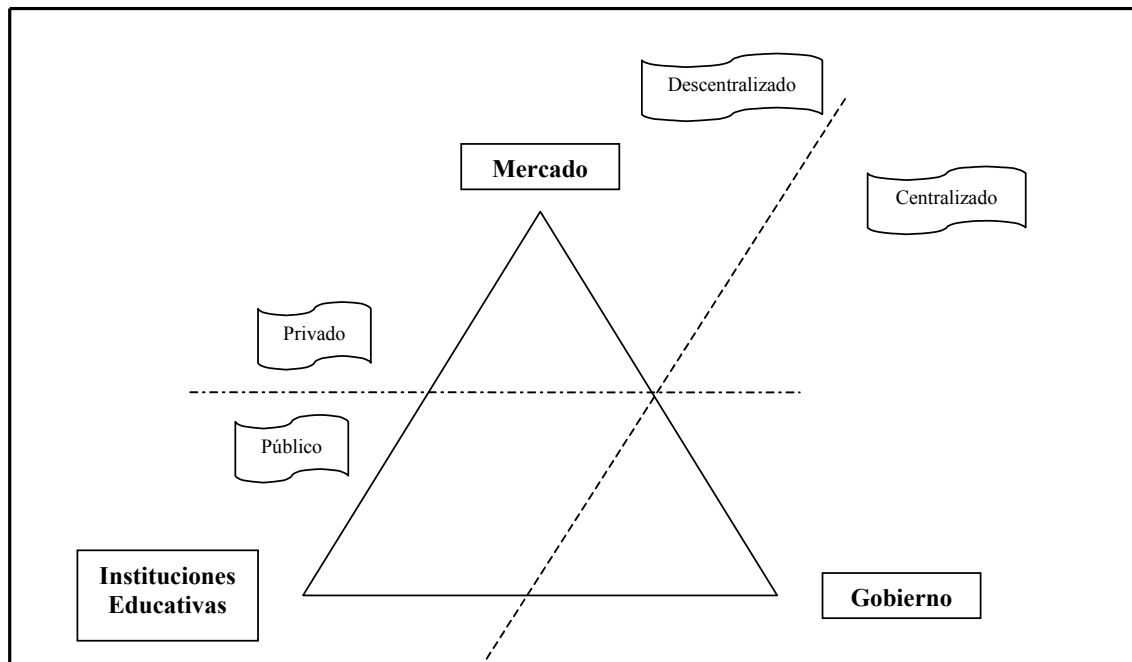 Descentralizado
Mercado
Centralizado
Privado
Público
Instituciones
Educativas
Gobierno